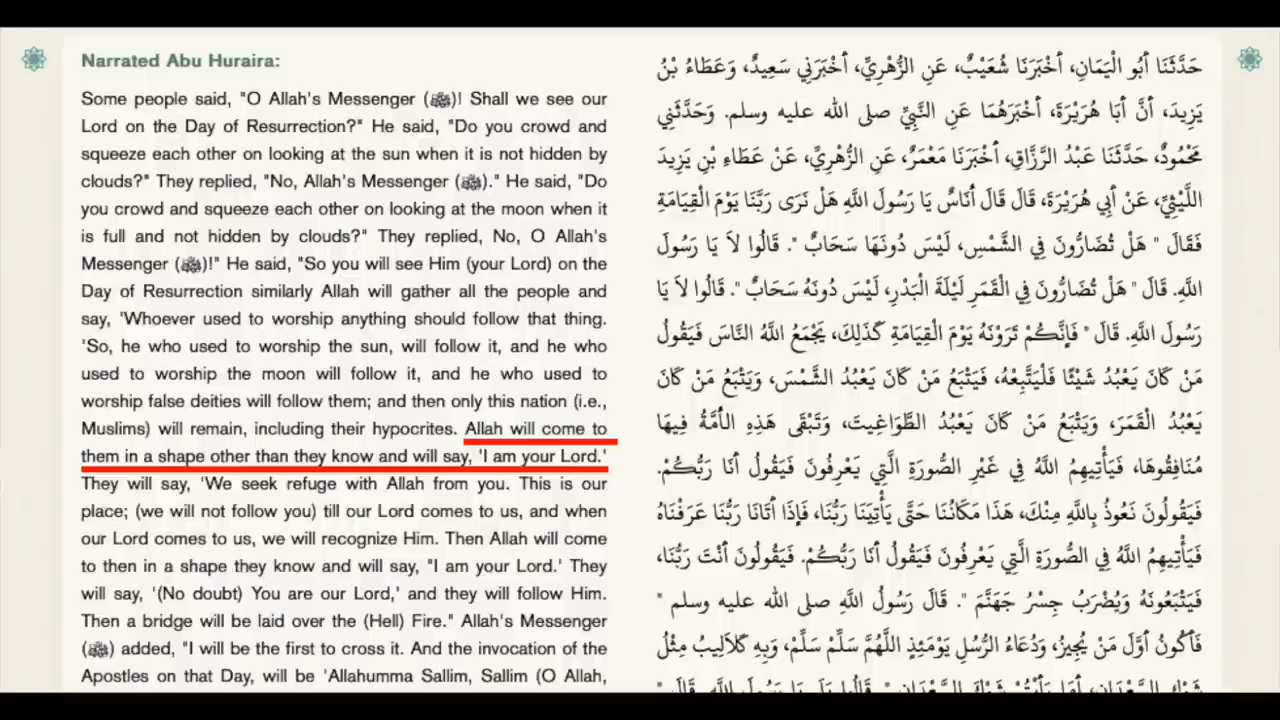 Narrated Abu Huraira:
Some people said, "O Allah's Messenger (ﷺ)! Shall we see our
Lord on the Day of Resurrection?" He said, "Do you crowd and
squeeze each other on looking at the sun when it is not hidden by
clouds?" They replied, "No, Allah's Messenger (ﷺ)." He said, "Do
you crowd and squeeze each other on looking at the moon when it
is full and not hidden by clouds?" They replied, No, O Allah's
Messenger (ﷺ)!" He said, "So you will see Him (your Lord) on the
Day of Resurrection similarly Allah will gather all the people and
say, 'Whoever used to worship anything should follow that thing.
'So, he who used to worship the sun, will follow it, and he who
used to worship the moon will follow it, and he who used to
worship false deities will follow them; and then only this nation (i.e.,
Muslims) will remain, including their hypocrites. Allah will come to
them in a shape other than they know and will say, 'I am your Lord.'
They will say, 'We seek refuge with Allah from you. This is our
place; (we will not follow you) till our Lord comes to us, and when
our Lord comes to us, we will recognize Him. Then Allah will come
to then in a shape they know and will say, "I am your Lord.' They
will say, '(No doubt) You are our Lord,' and they will follow Him.
Then a bridge will be laid over the (Hell) Fire." Allah's Messenger
(ﷺ) added, "I will be the first to cross it. And the invocation of the
Apostles on that Day, will be 'Allahumma Sallim, Sallim (O Allah,
حَدَّثَنَا أَبُو الْيَمَانِ، أَخْبَرَنَا شُعَيْبٌ، عَنِ الزُّهْرِيِّ، أَخْبَرَنِي سَعِيدٌ، وَعَطَاءُ بْنُ
يَزِيدَ، أَنَّ أَبَا هُرَيْرَةَ، أَخْبَرَهُمَا عَنِ النَّبِيِّ صلى الله عليه وسلم. وَحَدَّثَنِي
مَحْمُودٌ، حَدَّثَنَا عَبْدُ الرَّزَّاقِ، أَخْبَرَنَا مَعْمَرٌ، عَنِ الزُّهْرِيِّ، عَنْ عَطَاءِ بْنِ يَزِيدَ
اللَّيْثِيِّ، عَنْ أَبِي هُرَيْرَةَ، قَالَ قَالَ أُنَاسٌ يَا رَسُولَ اللَّهِ هَلْ نَرَى رَبَّنَا يَوْمَ الْقِيَامَةِ
فَقَالَ " هَلْ تُضَارُّونَ فِي الشَّمْسِ، لَيْسَ دُونَهَا سَحَابٌ ". قَالُوا لاَ يَا رَسُولَ
اللَّهِ. قَالَ " هَلْ تُضَارُّونَ فِي الْقَمَرِ لَيْلَةَ الْبَدْرِ، لَيْسَ دُونَهُ سَحَابٌ ". قَالُوا لاَ يَا
رَسُولَ اللَّهِ. قَالَ " فَإِنَّكُمْ تَرَوْنَهُ يَوْمَ الْقِيَامَةِ كَذَلِكَ، يَجْمَعُ اللَّهُ النَّاسَ فَيَقُولُ
مَنْ كَانَ يَعْبُدُ شَيْئًا فَلْيَتَّبِعْهُ، فَيَتْبَعُ مَنْ كَانَ يَعْبُدُ الشَّمْسَ، وَيَتْبَعُ مَنْ كَانَ
يَعْبُدُ الْقَمَرَ، وَيَتْبَعُ مَنْ كَانَ يَعْبُدُ الطَّوَاغِيتَ، وَتَبْقَى هَذِهِ الأُمَّةُ فِيهَا
مُنَافِقُوهَا، فَيَأْتِيهِمُ اللَّهُ فِي غَيْرِ الصُّورَةِ الَّتِي يَعْرِفُونَ فَيَقُولُ أَنَا رَبُّكُمْ.
فَيَقُولُونَ نَعُوذُ بِاللَّهِ مِنْكَ، هَذَا مَكَانُنَا حَتَّى يَأْتِيَنَا رَبُّنَا، فَإِذَا أَتَانَا رَبُّنَا عَرَفْنَاهُ
فَيَأْتِيهِمُ اللَّهُ فِي الصُّورَةِ الَّتِي يَعْرِفُونَ فَيَقُولُ أَنَا رَبُّكُمْ. فَيَقُولُونَ أَنْتَ رَبُّنَا،
فَيَتْبَعُونَهُ وَيُضْرَبُ جِسْرُ جَهَنَّمَ ". قَالَ رَسُولُ اللَّهِ صلى الله عليه وسلم "
فَأَكُونُ أَوَّلَ مَنْ يُجِيزُ، وَدُعَاءُ الرُّسُلِ يَوْمَئِذٍ اللَّهُمَّ سَلِّمْ سَلِّمْ، وَبِهِ كَلاَلِيبُ مِثْلُ